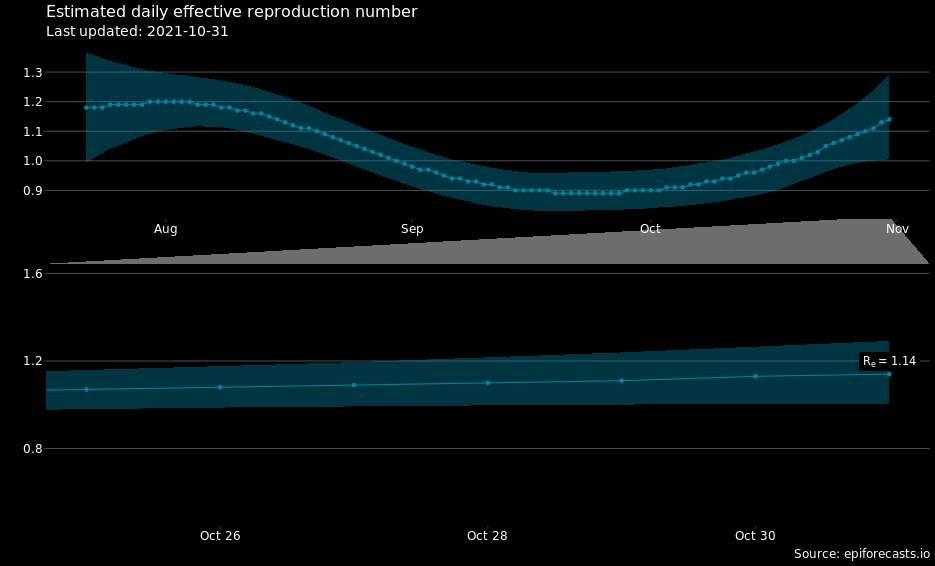 Estimated daily effective reproduction number
Last updated: 2021-10-31
1.3
1.2
1.1
1.0
0.9
Aug Sep Oct Nov
1.6
1.2
Re = 1.14
0.8
Oct 26 Oct 28 Oct 30
Source: epiforecasts.io